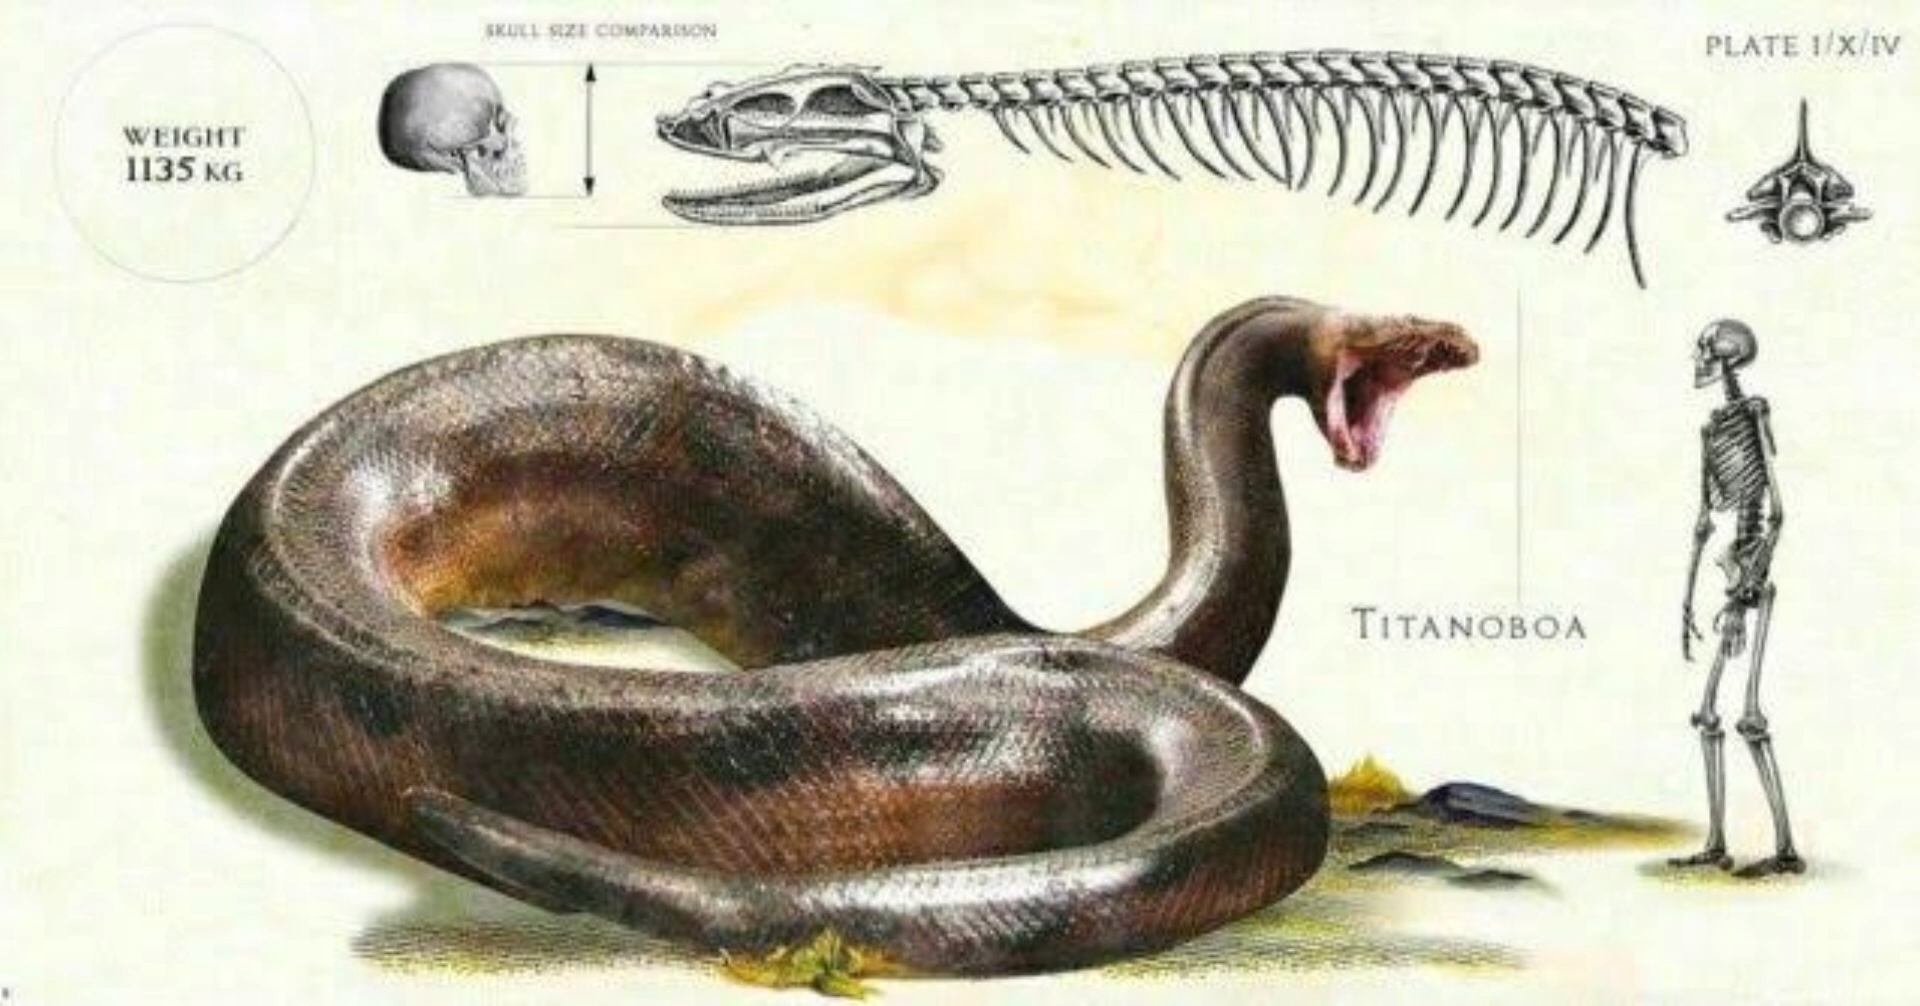 SKULL SIZE COMPARISON
PLATE I/X/IV
WEIGHT
1135 KG
TITANOBOA